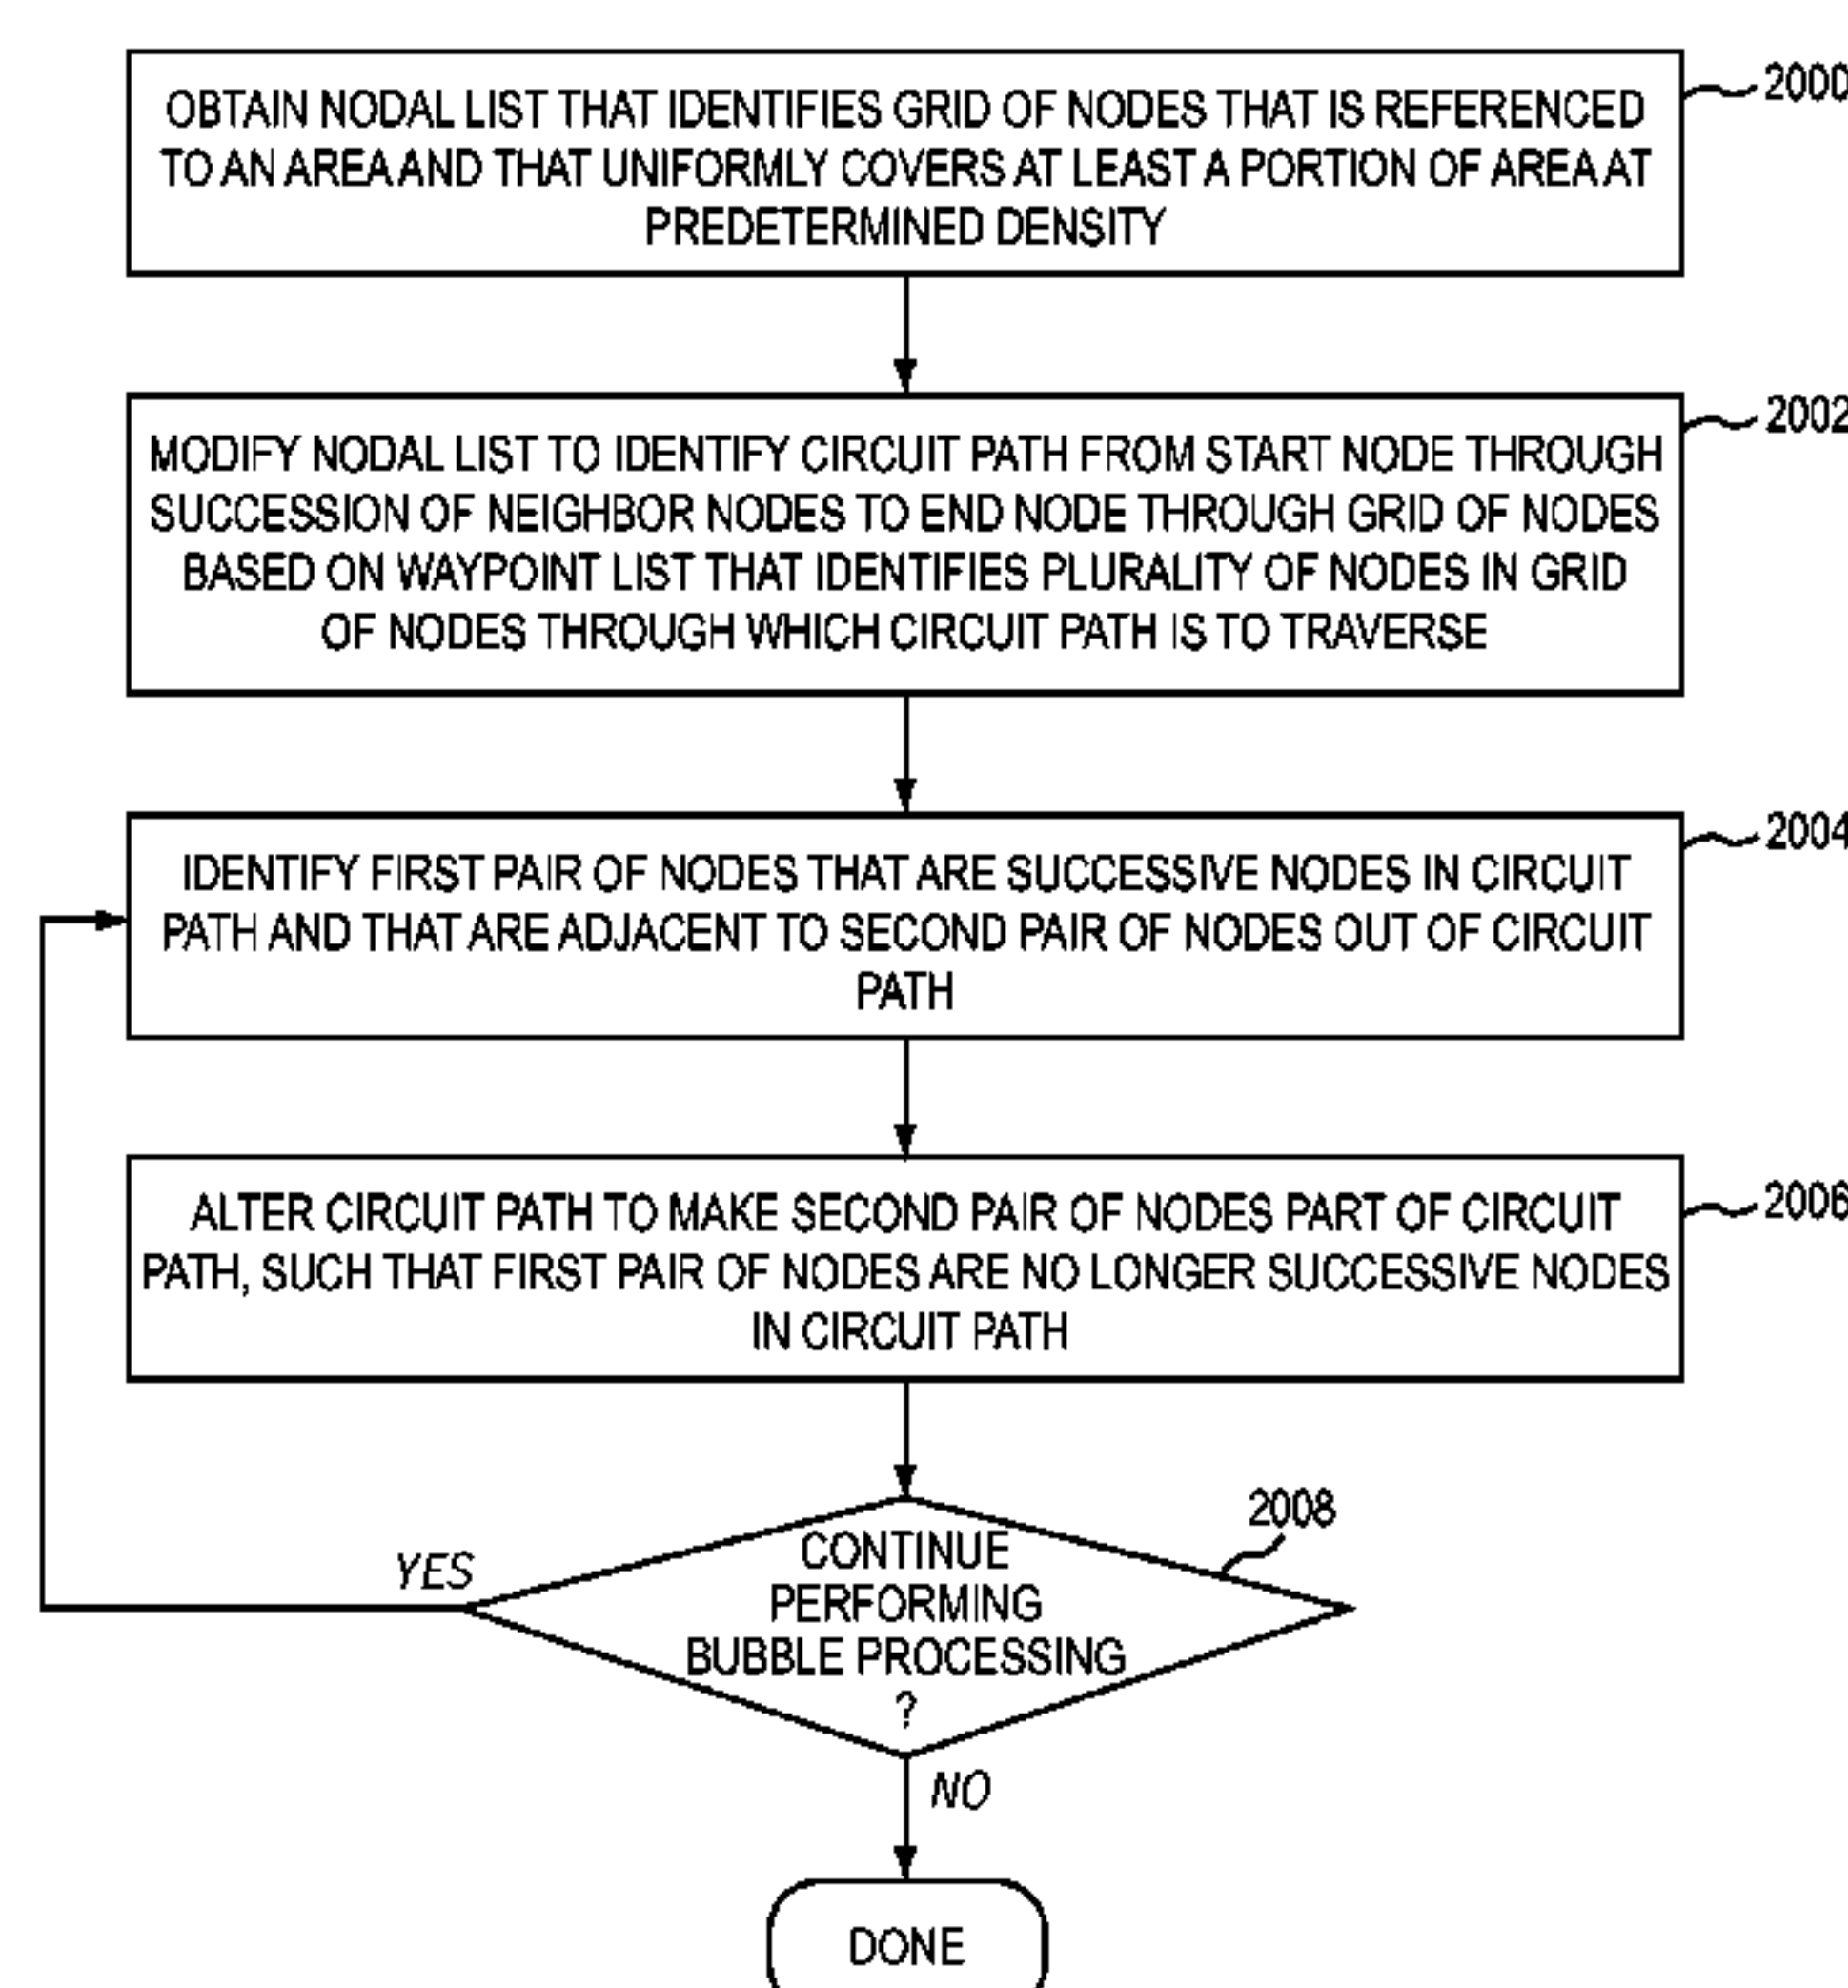 OBTAIN NODAL LIST THAT IDENTIFIES GRID OF NODES THAT IS REFERENCED
TO AN AREA AND THAT UNIFORMLY COVERS AT LEAST A PORTION OF AREA AT
PREDETERMINED DENSITY
2000
MODIFY NODAL LIST TO IDENTIFY CIRCUIT PATH FROM START NODE THROUGH
SUCCESSION OF NEIGHBOR NODES TO END NODE THROUGH GRID OF NODES
BASED ON WAYPOINT LIST THAT IDENTIFIES PLURALITY OF NODES IN GRID
OF NODES THROUGH WHICH CIRCUIT PATH IS TO TRAVERSE
2002
IDENTIFY FIRST PAIR OF NODES THAT ARE SUCCESSIVE NODES IN CIRCUIT
PATH AND THAT ARE ADJACENT TO SECOND PAIR OF NODES OUT OF CIRCUIT
PATH
2004
ALTER CIRCUIT PATH TO MAKE SECOND PAIR OF NODES PART OF CIRCUIT
PATH, SUCH THAT FIRST PAIR OF NODES ARE NO LONGER SUCCESSIVE NODES
IN CIRCUIT PATH
2006
2008
YES
CONTINUE
PERFORMING
BUBBLE PROCESSING
?
NO
DONE